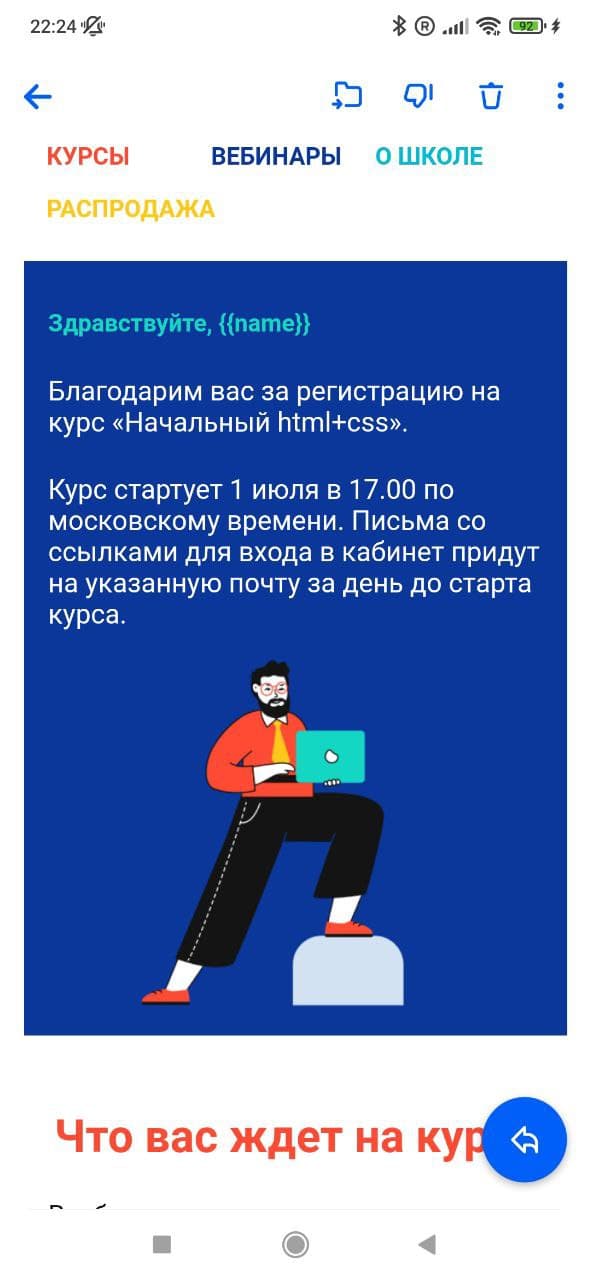 22:24
92
КУРСЫ ВЕБИНАРЫ О ШКОЛЕ
РАСПРОДАЖА
Здравствуйте, {{name}}
Благодарим вас за регистрацию на
курс «Начальный html+css».
Курс стартует 1 июля в 17.00 по
московскому времени. Письма со
ссылками для входа в кабинет придут
на указанную почту за день до старта
курса.
Что вас ждет на кур